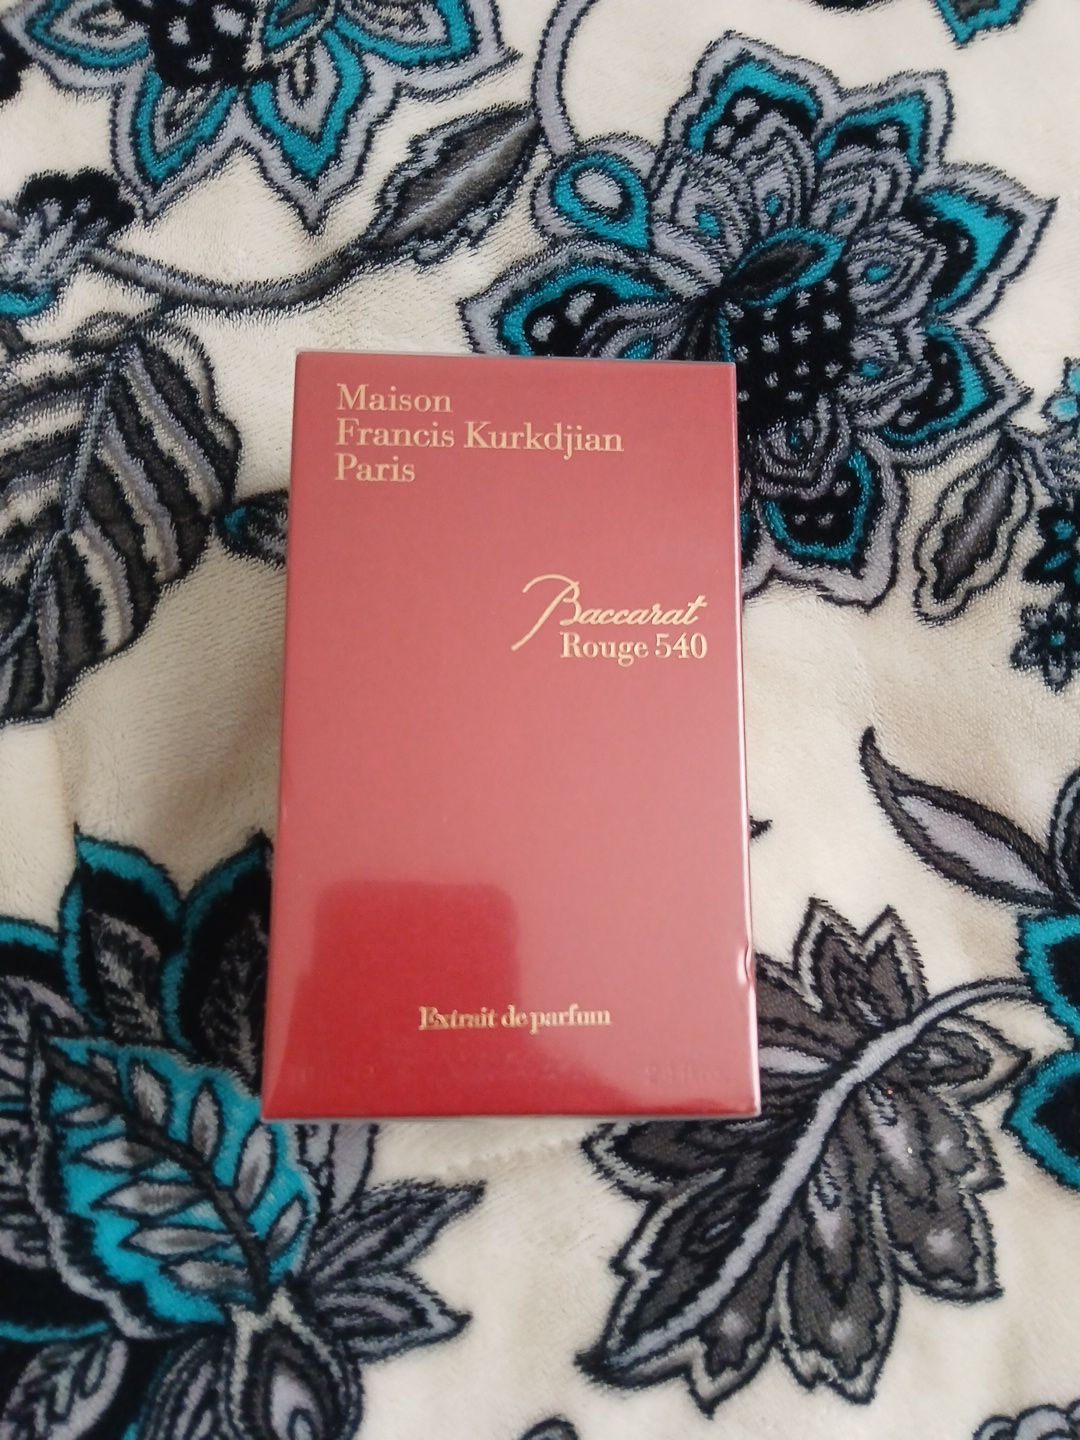 Maison
Francis Kurkdjian
Paris
Baccarat
Rouge 540
Extrait de parfum